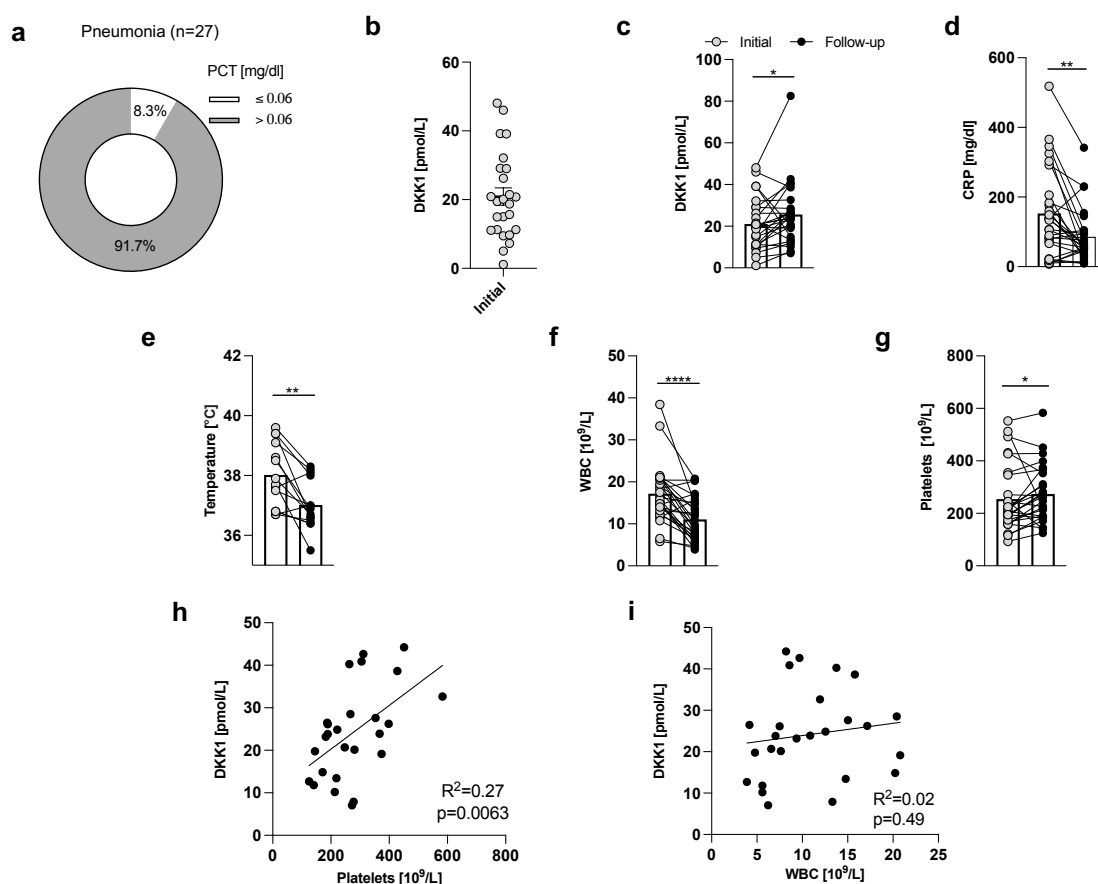 a
Pneumonia (n=27)
PCT [mg/dl]
≤ 0.06
> 0.06
8.3%
91.7%
b
DKK1 [pmol/L]
60
40
20
0
Initial
c
Initial
Follow-up
DKK1 [pmol/L]
100
80
60
40
20
0
*
d
CRP [mg/dl]
600
400
200
0
**
e
Temperature [°C]
42
40
38
36
**
f
WBC [10⁹/L]
50
40
30
20
10
0
****
g
Platelets [10⁹/L]
800
600
400
200
0
*
h
DKK1 [pmol/L]
50
40
30
20
10
0
R²=0.27
p=0.0063
0 200 400 600 800
Platelets [10⁹/L]
i
DKK1 [pmol/L]
50
40
30
20
10
0
R²=0.02
p=0.49
0 5 10 15 20 25
WBC [10⁹/L]